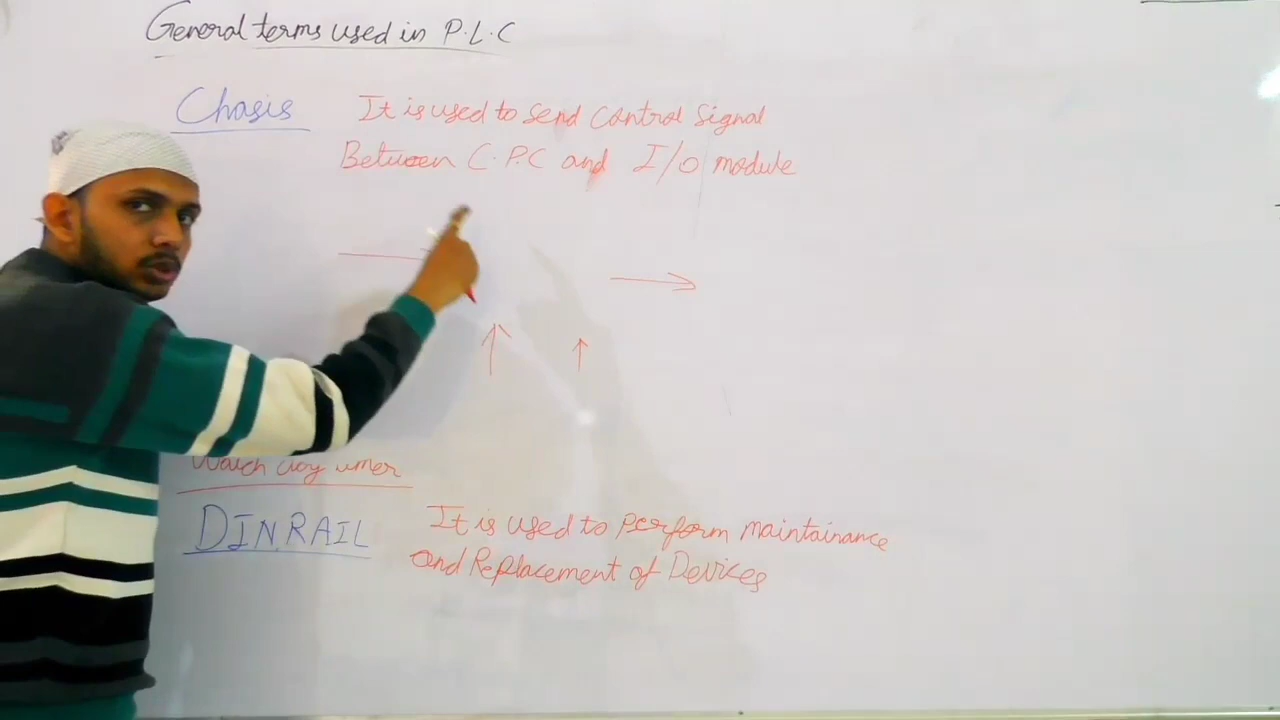 General terms used in P.L.C
Chasis
It is used to send control signal
Between C.P.C and I/O module
Watch
DIN.RAIL
It is used to perform maintainance
and Replacement of Devices